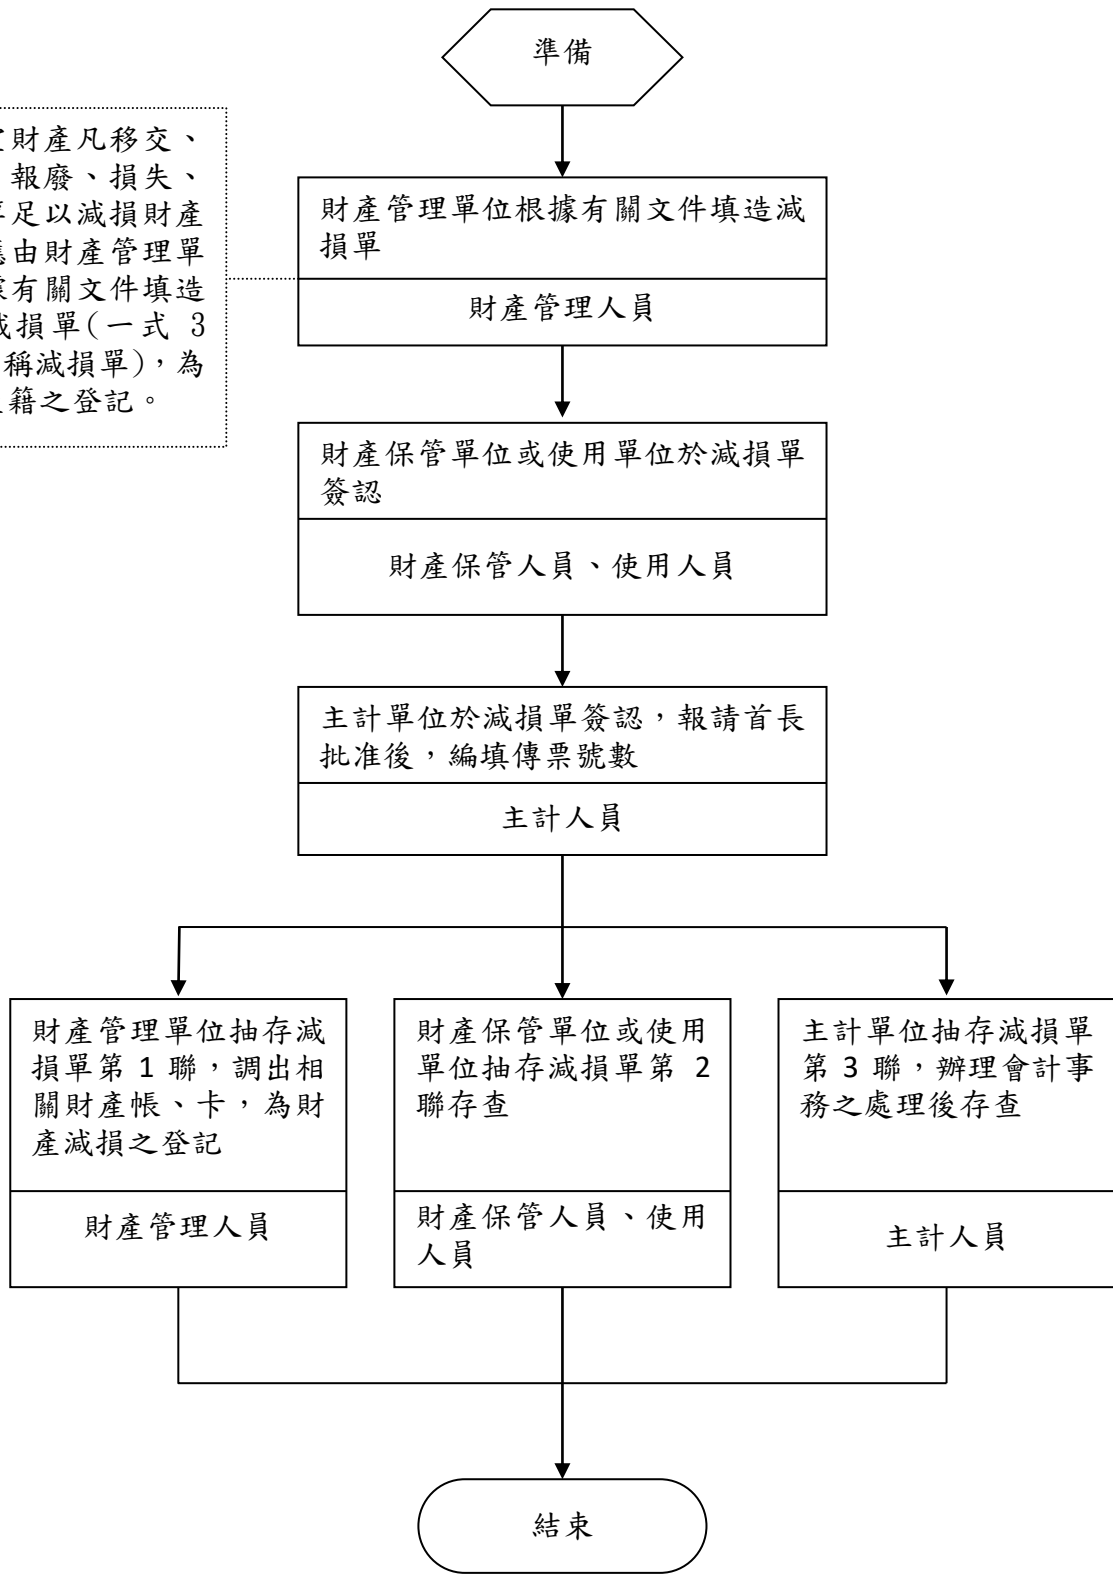 準備
財產凡移交、
報廢、損失、
足以減損財產
由財產管理單
有關文件填造
減損單(一式 3
稱減損單)，為
籍之登記。
財產管理單位根據有關文件填造減
損單
財產管理人員
財產保管單位或使用單位於減損單
簽認
財產保管人員、使用人員
主計單位於減損單簽認，報請首長
批准後，編填傳票號數
主計人員
財產管理單位抽存減
損單第 1 聯，調出相
關財產帳、卡，為財
產減損之登記
財產管理人員
財產保管單位或使用
單位抽存減損單第 2
聯存查
財產保管人員、使用
人員
主計單位抽存減損單
第 3 聯，辦理會計事
務之處理後存查
主計人員
結束